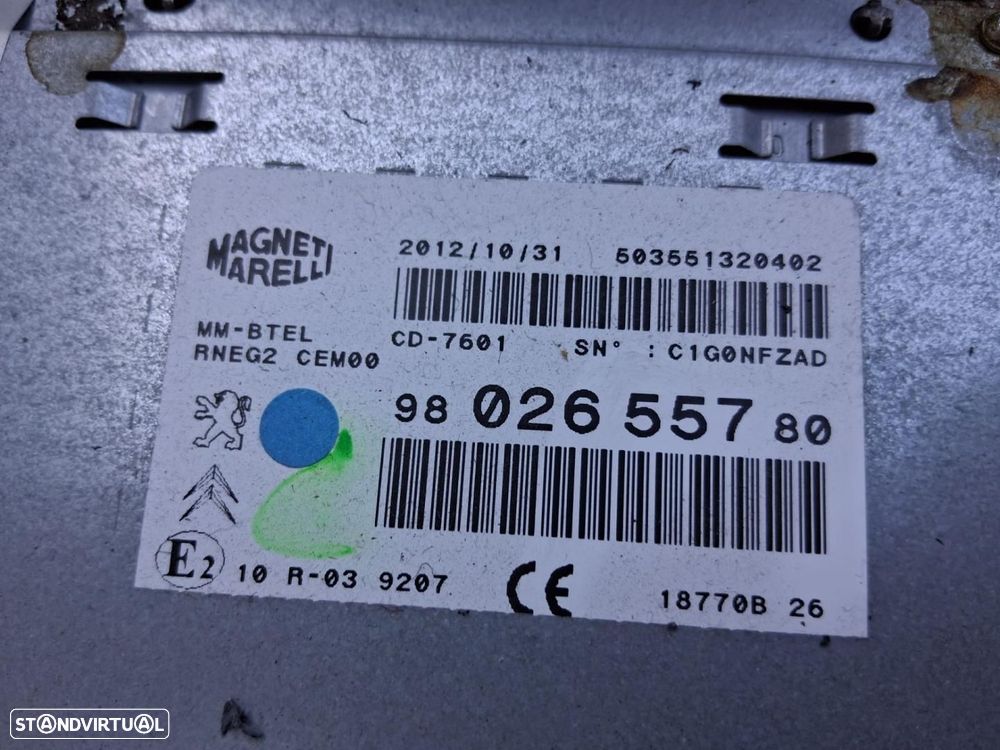 MAGNETI
MARELLI
2012/10/31 503551320402
MM-BTEL
RNEG2 CEM00
CD-7601 SN° : C1G0NFZAD
98 026 557 80
E2 10 R-03 9207 CE 18770B 26
STANDVIRTUAL